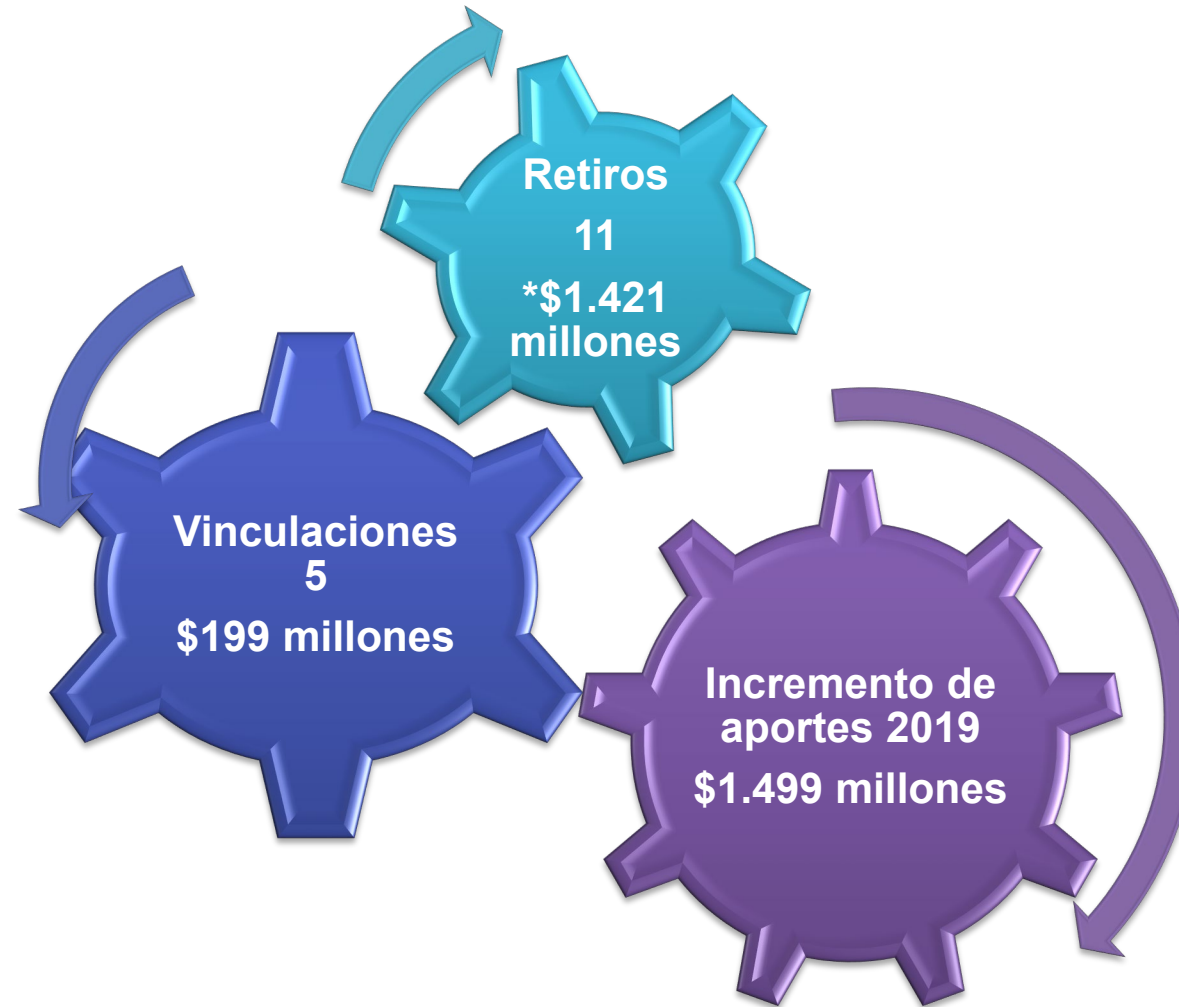 Retiros
11
*$1.421
millones
Vinculaciones
5
$199 millones
Incremento de
aportes 2019
$1.499 millones